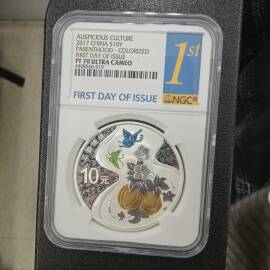 AUSPICIOUS CULTURE
2017 CHINA S10Y
PARENTHOOD - COLORIZED
FIRST DAY OF ISSUE
PF 70 ULTRA CAMEO
1st
NGC
FIRST DAY OF ISSUE
10元